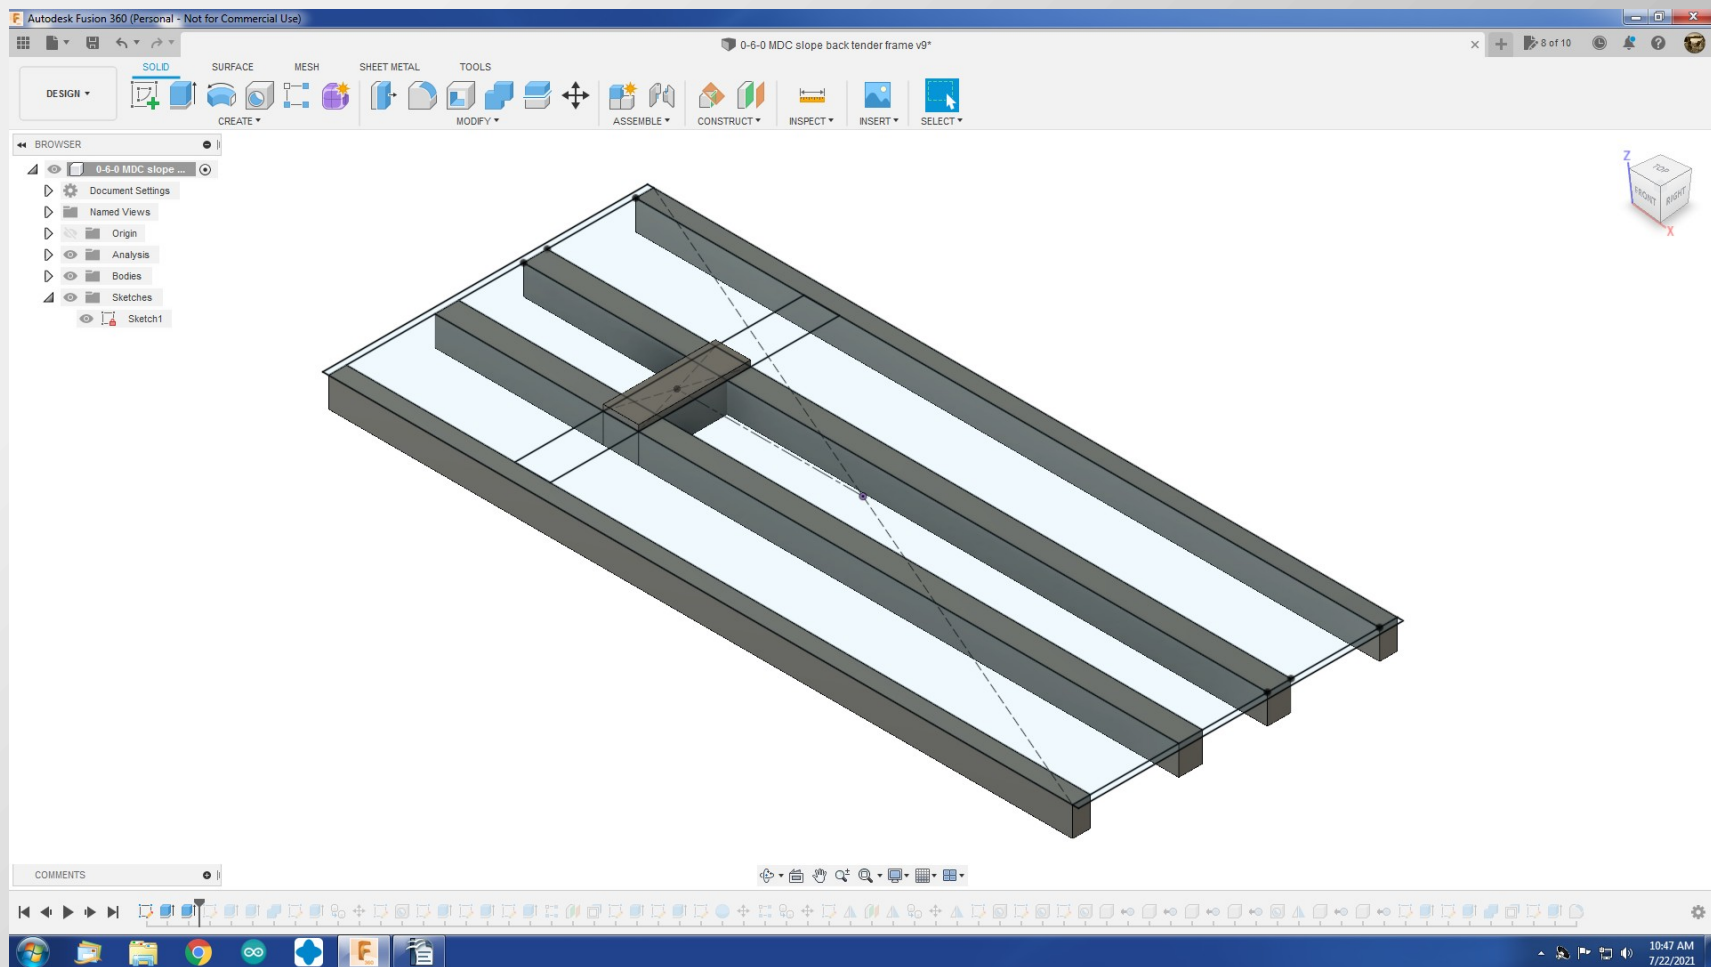 Autodesk Fusion 360 (Personal - Not for Commercial Use)
0-6-0 MDC slope back tender frame v9*
8 of 10
SOLID SURFACE MESH SHEET METAL TOOLS
DESIGN
CREATE MODIFY ASSEMBLE CONSTRUCT INSPECT INSERT SELECT
BROWSER
0-6-0 MDC slope ...
Document Settings
Named Views
Origin
Analysis
Bodies
Sketches
Sketch1
Z
TOP
FRONT RIGHT
X
COMMENTS
10:47 AM
7/22/2021